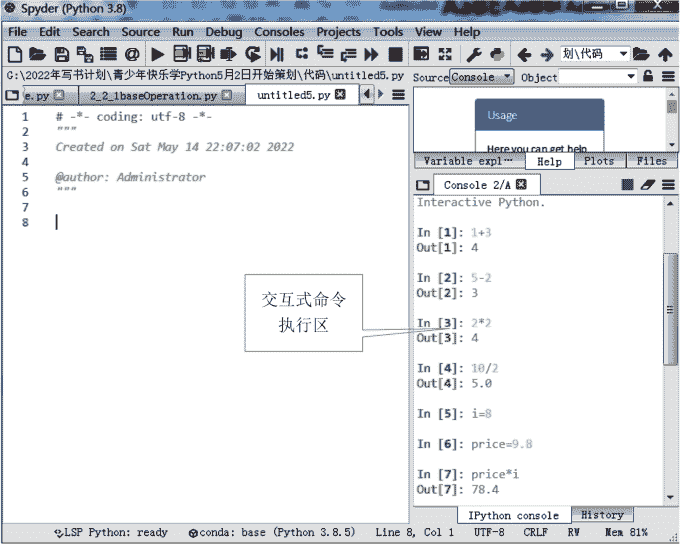 Spyder (Python 3.8)
File Edit Search Source Run Debug Consoles Projects Tools View Help
划\代码
G:\2022年写书计划\青少年快乐学Python5月2日开始策划\代码\untitled5.py
Source Console Object
e.py 2_2_1baseOperation.py untitled5.py
Usage
Here you can get help
Variable expl… Help Plots Files
1 # -*- coding: utf-8 -*-
2 """
3 Created on Sat May 14 22:07:02 2022
4
5 @author: Administrator
6 """
7
8
Console 2/A
Interactive Python.
In [1]: 1+3
Out[1]: 4
In [2]: 5-2
Out[2]: 3
In [3]: 2*2
Out[3]: 4
In [4]: 10/2
Out[4]: 5.0
In [5]: i=8
In [6]: price=9.8
In [7]: price*i
Out[7]: 78.4
交互式命令
执行区
IPython console History
LSP Python: ready conda: base (Python 3.8.5) Line 8, Col 1 UTF-8 CRLF RW Mem 81%